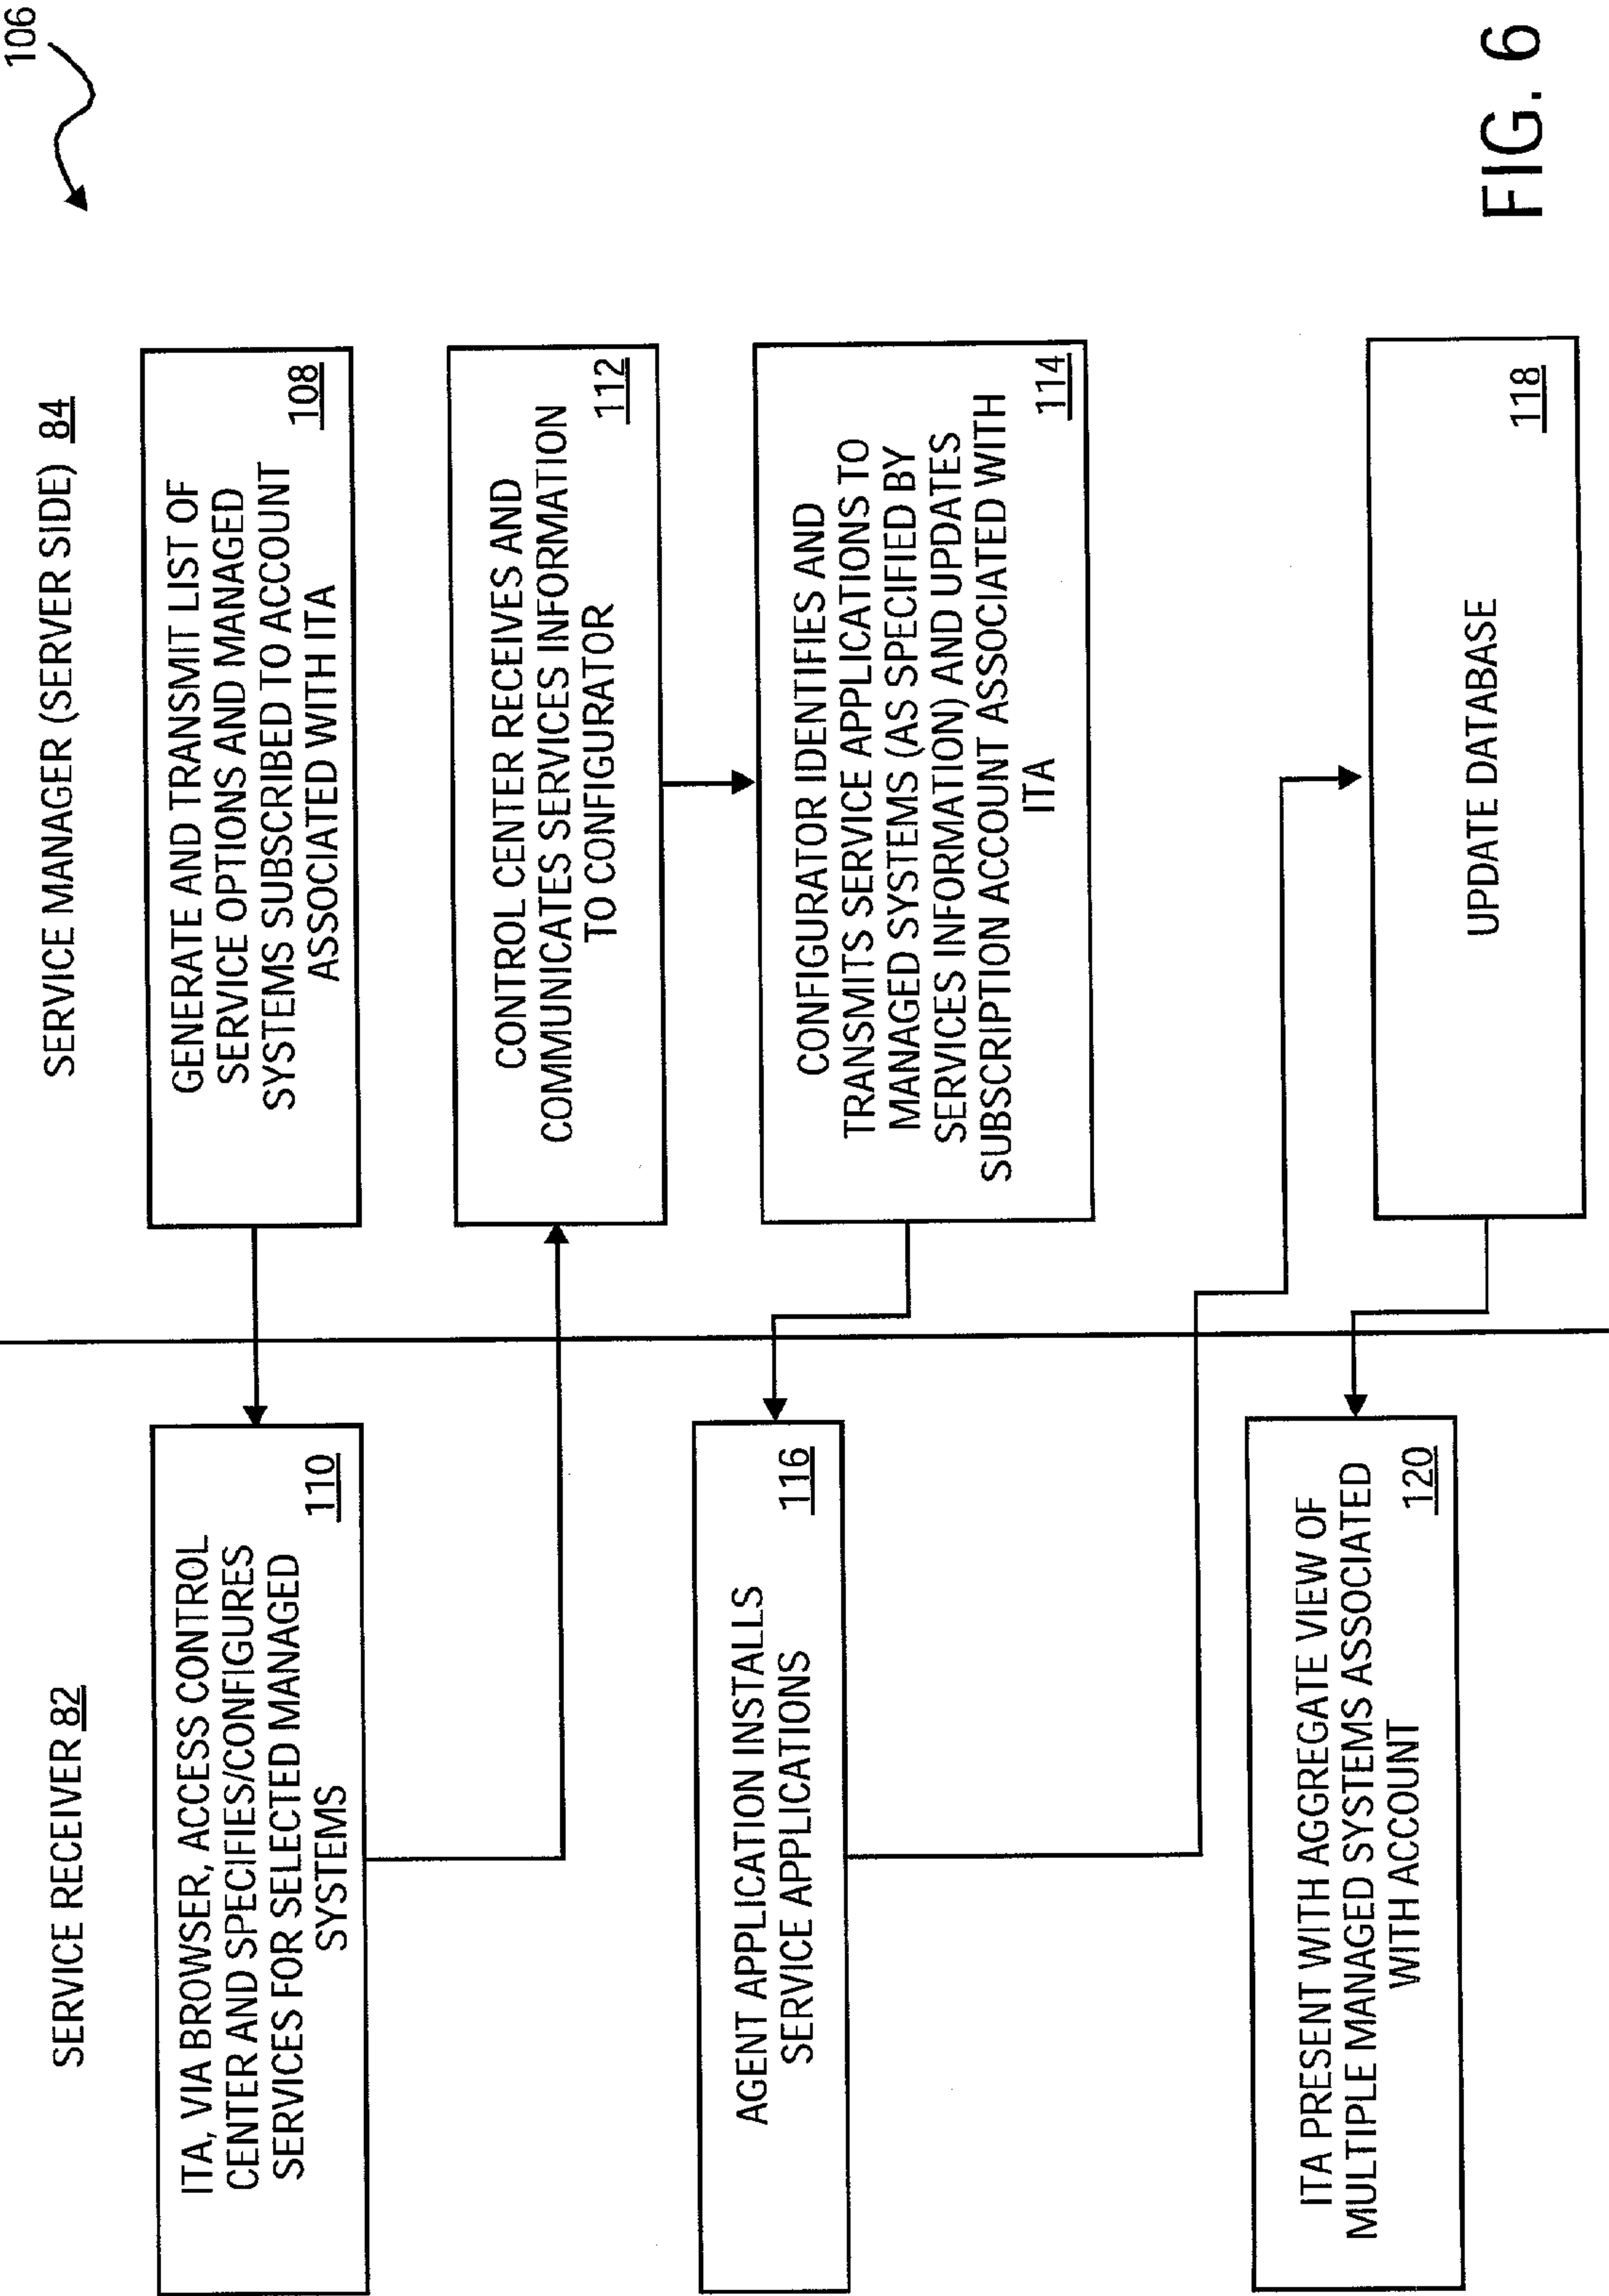 106
SERVICE RECEIVER 82
SERVICE MANAGER (SERVER SIDE) 84
GENERATE AND TRANSMIT LIST OF
SERVICE OPTIONS AND MANAGED
SYSTEMS SUBSCRIBED TO ACCOUNT
ASSOCIATED WITH ITA
108
ITA, VIA BROWSER, ACCESS CONTROL
CENTER AND SPECIFIES/CONFIGURES
SERVICES FOR SELECTED MANAGED
SYSTEMS
110
CONTROL CENTER RECEIVES AND
COMMUNICATES SERVICES INFORMATION
TO CONFIGURATOR
112
CONFIGURATOR IDENTIFIES AND
TRANSMITS SERVICE APPLICATIONS TO
MANAGED SYSTEMS (AS SPECIFIED BY
SERVICES INFORMATION) AND UPDATES
SUBSCRIPTION ACCOUNT ASSOCIATED WITH
ITA
114
AGENT APPLICATION INSTALLS
SERVICE APPLICATIONS
116
UPDATE DATABASE
118
ITA PRESENT WITH AGGREGATE VIEW OF
MULTIPLE MANAGED SYSTEMS ASSOCIATED
WITH ACCOUNT
120
FIG. 6